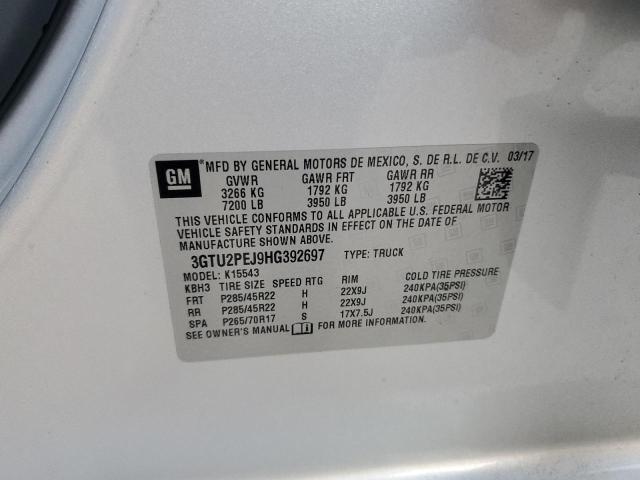 GM *MFD BY GENERAL MOTORS DE MEXICO, S. DE R.L. DE C.V. 03/17
GVWR GAWR FRT GAWR RR
3266 KG 1792 KG 1792 KG
7200 LB 3950 LB 3950 LB
THIS VEHICLE CONFORMS TO ALL APPLICABLE U.S. FEDERAL MOTOR
VEHICLE SAFETY STANDARDS IN EFFECT ON THE DATE OF
MANUFACTURE FROM ABOVE.
3GTU2PEJ9HG392697 TYPE: TRUCK
MODEL: K15543
KBH3 TIRE SIZE SPEED RTG RIM COLD TIRE PRESSURE
FRT P285/45R22 H 22X9J 240KPA(35PSI)
RR P285/45R22 H 22X9J 240KPA(35PSI)
SPA P265/70R17 S 17X7.5J 240KPA(35PSI)
SEE OWNER'S MANUAL FOR MORE INFORMATION.